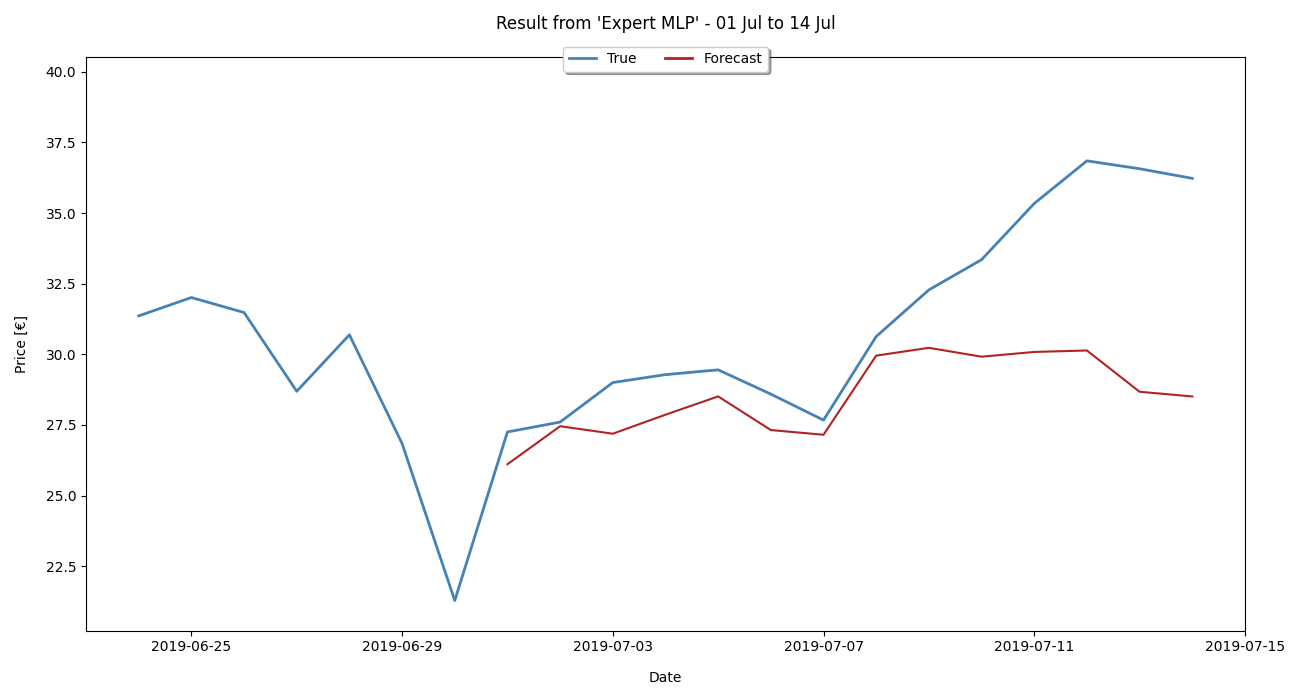 Result from 'Expert MLP' - 01 Jul to 14 Jul
True Forecast
40.0
37.5
35.0
32.5
30.0
27.5
25.0
22.5
Price [€]
2019-06-25 2019-06-29 2019-07-03 2019-07-07 2019-07-11 2019-07-15
Date